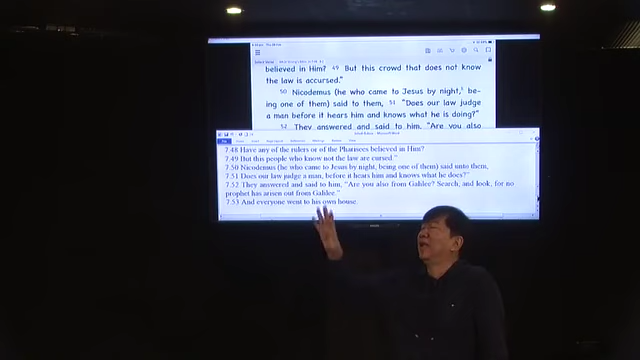 believed in Him? 49 But this crowd that does not know
the law is accursed."
50 Nicodemus (he who came to Jesus by night, be-
ing one of them) said to them, 51 "Does our law judge
a man before it hears him and knows what he is doing?"
52 They answered and said to him, "Are you also
7.48 Have any of the rulers or of the Pharisees believed in Him?
7.49 But this people who know not the law are cursed"
7.50 Nicodemus (he who came to Jesus by night, being one of them) said unto them,
7.51 Does our law judge a man, before it hears him and knows what he does?"
7.52 They answered and said to him, "Are you also from Galilee? Search, and look, for no
prophet has arisen out from Galilee."
7.53 And everyone went to his own house.